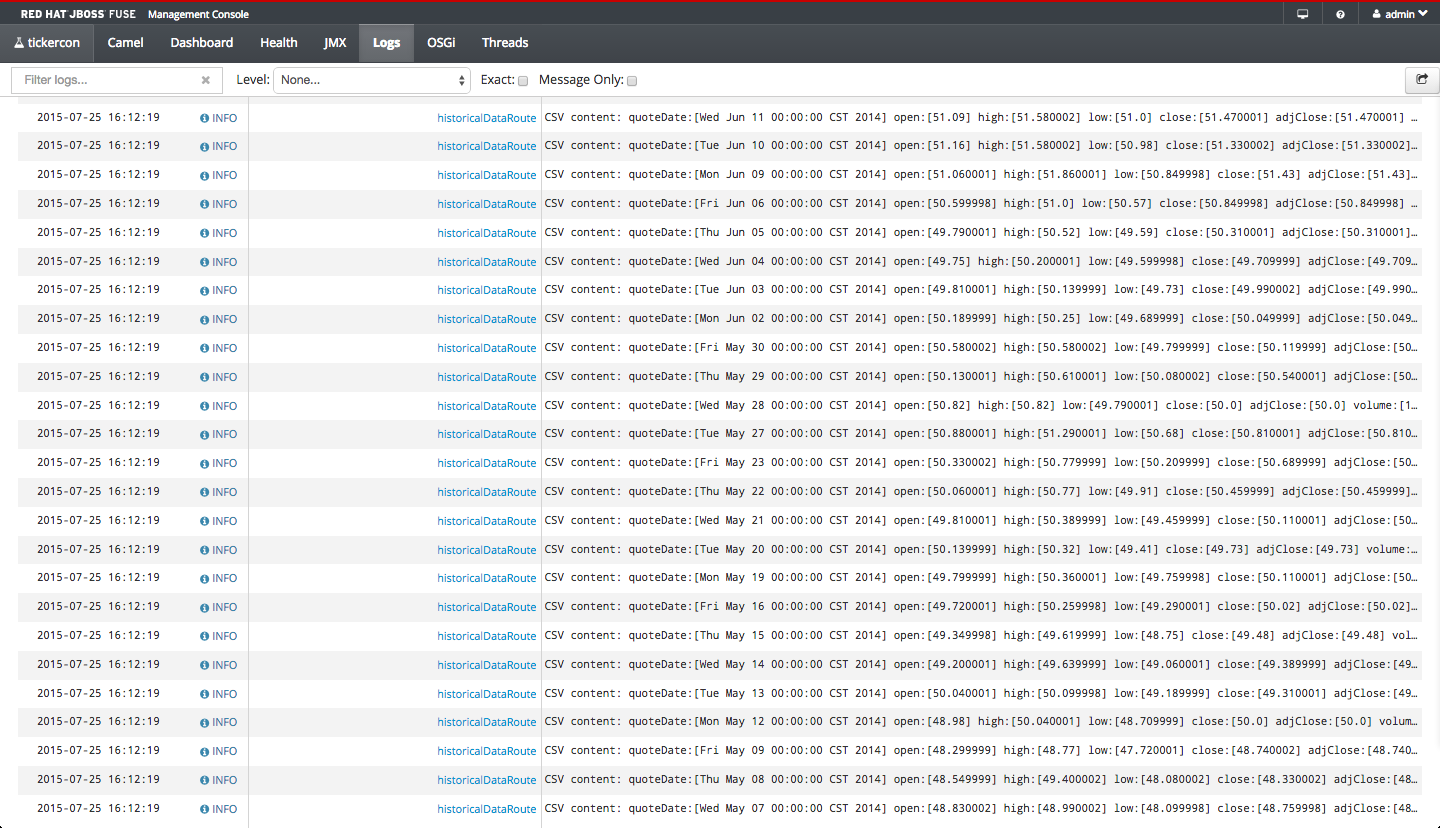 RED HAT JBOSS FUSE Management Console admin
tickercon Camel Dashboard Health JMX Logs OSGi Threads
Filter logs... Level: None... Exact: Message Only:
2015-07-25 16:12:19 INFO historicalDataRoute CSV content: quoteDate:[Wed Jun 11 00:00:00 CST 2014] open:[51.09] high:[51.580002] low:[51.0] close:[51.470001] adjClose:[51.470001] …
2015-07-25 16:12:19 INFO historicalDataRoute CSV content: quoteDate:[Tue Jun 10 00:00:00 CST 2014] open:[51.16] high:[51.580002] low:[50.98] close:[51.330002] adjClose:[51.330002]…
2015-07-25 16:12:19 INFO historicalDataRoute CSV content: quoteDate:[Mon Jun 09 00:00:00 CST 2014] open:[51.060001] high:[51.860001] low:[50.849998] close:[51.43] adjClose:[51.43]…
2015-07-25 16:12:19 INFO historicalDataRoute CSV content: quoteDate:[Fri Jun 06 00:00:00 CST 2014] open:[50.599998] high:[51.0] low:[50.57] close:[50.849998] adjClose:[50.849998] …
2015-07-25 16:12:19 INFO historicalDataRoute CSV content: quoteDate:[Thu Jun 05 00:00:00 CST 2014] open:[49.790001] high:[50.52] low:[49.59] close:[50.310001] adjClose:[50.310001]…
2015-07-25 16:12:19 INFO historicalDataRoute CSV content: quoteDate:[Wed Jun 04 00:00:00 CST 2014] open:[49.75] high:[50.200001] low:[49.599998] close:[49.709999] adjClose:[49.709…
2015-07-25 16:12:19 INFO historicalDataRoute CSV content: quoteDate:[Tue Jun 03 00:00:00 CST 2014] open:[49.810001] high:[50.139999] low:[49.73] close:[49.990002] adjClose:[49.990…
2015-07-25 16:12:19 INFO historicalDataRoute CSV content: quoteDate:[Mon Jun 02 00:00:00 CST 2014] open:[50.189999] high:[50.25] low:[49.689999] close:[50.049999] adjClose:[50.049…
2015-07-25 16:12:19 INFO historicalDataRoute CSV content: quoteDate:[Fri May 30 00:00:00 CST 2014] open:[50.580002] high:[50.580002] low:[49.799999] close:[50.119999] adjClose:[50…
2015-07-25 16:12:19 INFO historicalDataRoute CSV content: quoteDate:[Thu May 29 00:00:00 CST 2014] open:[50.130001] high:[50.610001] low:[50.080002] close:[50.540001] adjClose:[50…
2015-07-25 16:12:19 INFO historicalDataRoute CSV content: quoteDate:[Wed May 28 00:00:00 CST 2014] open:[50.82] high:[50.82] low:[49.790001] close:[50.0] adjClose:[50.0] volume:[1…
2015-07-25 16:12:19 INFO historicalDataRoute CSV content: quoteDate:[Tue May 27 00:00:00 CST 2014] open:[50.880001] high:[51.290001] low:[50.68] close:[50.810001] adjClose:[50.810…
2015-07-25 16:12:19 INFO historicalDataRoute CSV content: quoteDate:[Fri May 23 00:00:00 CST 2014] open:[50.330002] high:[50.779999] low:[50.209999] close:[50.689999] adjClose:[50…
2015-07-25 16:12:19 INFO historicalDataRoute CSV content: quoteDate:[Thu May 22 00:00:00 CST 2014] open:[50.060001] high:[50.77] low:[49.91] close:[50.459999] adjClose:[50.459999]…
2015-07-25 16:12:19 INFO historicalDataRoute CSV content: quoteDate:[Wed May 21 00:00:00 CST 2014] open:[49.810001] high:[50.389999] low:[49.459999] close:[50.110001] adjClose:[50…
2015-07-25 16:12:19 INFO historicalDataRoute CSV content: quoteDate:[Tue May 20 00:00:00 CST 2014] open:[50.139999] high:[50.32] low:[49.41] close:[49.73] adjClose:[49.73] volume:…
2015-07-25 16:12:19 INFO historicalDataRoute CSV content: quoteDate:[Mon May 19 00:00:00 CST 2014] open:[49.799999] high:[50.360001] low:[49.759998] close:[50.110001] adjClose:[50…
2015-07-25 16:12:19 INFO historicalDataRoute CSV content: quoteDate:[Fri May 16 00:00:00 CST 2014] open:[49.720001] high:[50.259998] low:[49.290001] close:[50.02] adjClose:[50.02]…
2015-07-25 16:12:19 INFO historicalDataRoute CSV content: quoteDate:[Thu May 15 00:00:00 CST 2014] open:[49.349998] high:[49.619999] low:[48.75] close:[49.48] adjClose:[49.48] vol…
2015-07-25 16:12:19 INFO historicalDataRoute CSV content: quoteDate:[Wed May 14 00:00:00 CST 2014] open:[49.200001] high:[49.639999] low:[49.060001] close:[49.389999] adjClose:[49…
2015-07-25 16:12:19 INFO historicalDataRoute CSV content: quoteDate:[Tue May 13 00:00:00 CST 2014] open:[50.040001] high:[50.099998] low:[49.189999] close:[49.310001] adjClose:[49…
2015-07-25 16:12:19 INFO historicalDataRoute CSV content: quoteDate:[Mon May 12 00:00:00 CST 2014] open:[48.98] high:[50.040001] low:[48.709999] close:[50.0] adjClose:[50.0] volum…
2015-07-25 16:12:19 INFO historicalDataRoute CSV content: quoteDate:[Fri May 09 00:00:00 CST 2014] open:[48.299999] high:[48.77] low:[47.720001] close:[48.740002] adjClose:[48.740…
2015-07-25 16:12:19 INFO historicalDataRoute CSV content: quoteDate:[Thu May 08 00:00:00 CST 2014] open:[48.549999] high:[49.400002] low:[48.080002] close:[48.330002] adjClose:[48…
2015-07-25 16:12:19 INFO historicalDataRoute CSV content: quoteDate:[Wed May 07 00:00:00 CST 2014] open:[48.830002] high:[48.990002] low:[48.099998] close:[48.759998] adjClose:[48…